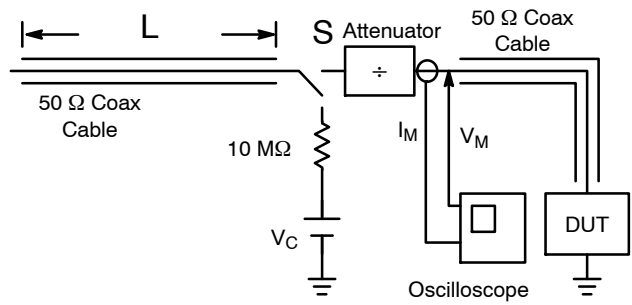 L
S
Attenuator
÷
50 Ω Coax
Cable
50 Ω Coax
Cable
10 MΩ
I_M
V_M
V_C
DUT
Oscilloscope